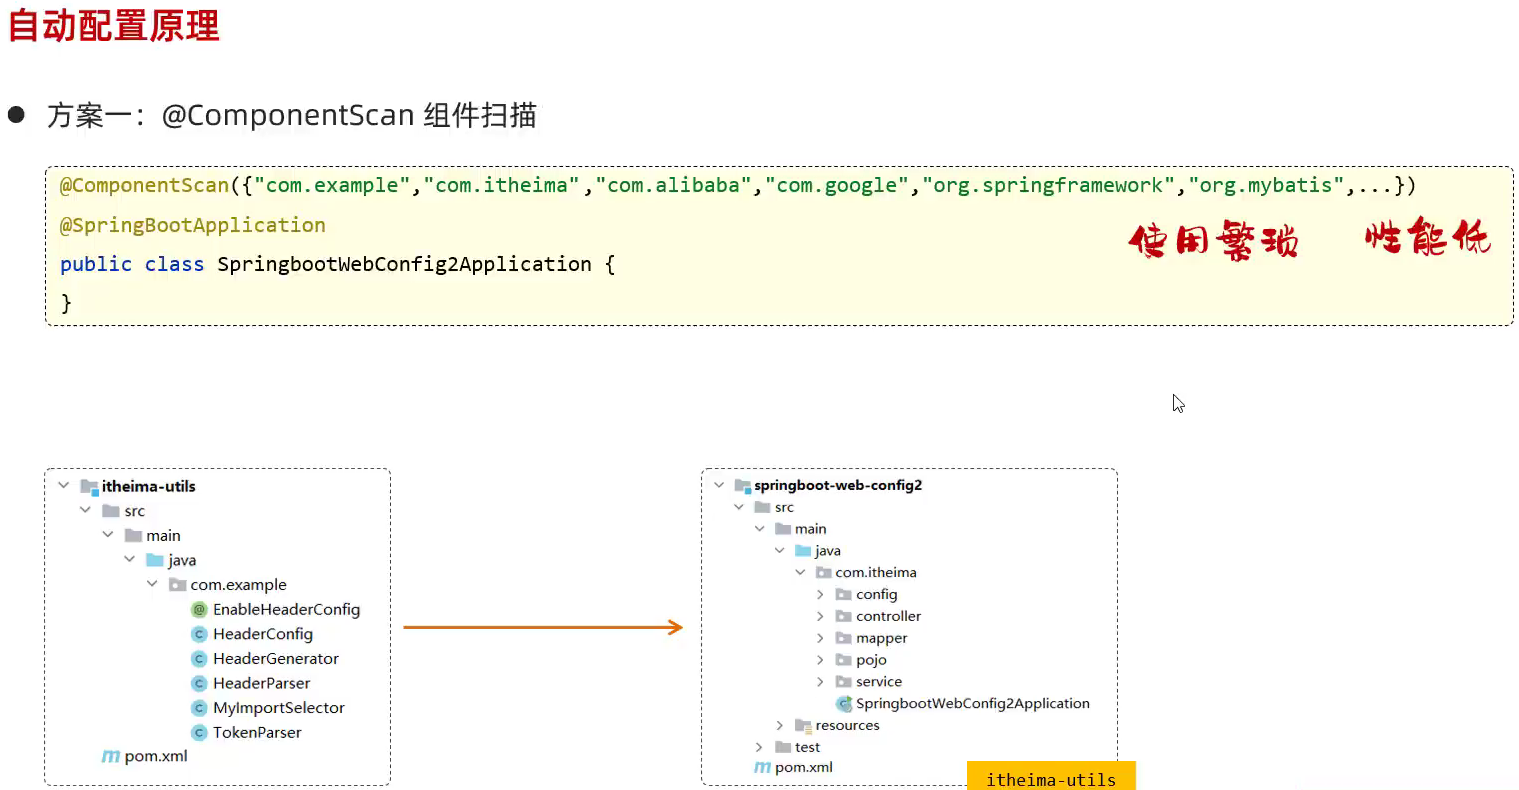 自动配置原理
● 方案一：@ComponentScan 组件扫描
@ComponentScan({"com.example","com.itheima","com.alibaba","com.google","org.springframework","org.mybatis",...})
@SpringBootApplication
使用繁琐 性能低
public class SpringbootWebConfig2Application {
}
itheima-utils
src
main
java
com.example
EnableHeaderConfig
HeaderConfig
HeaderGenerator
HeaderParser
MyImportSelector
TokenParser
pom.xml
springboot-web-config2
src
main
java
com.itheima
config
controller
mapper
pojo
service
SpringbootWebConfig2Application
resources
test
pom.xml
itheima-utils